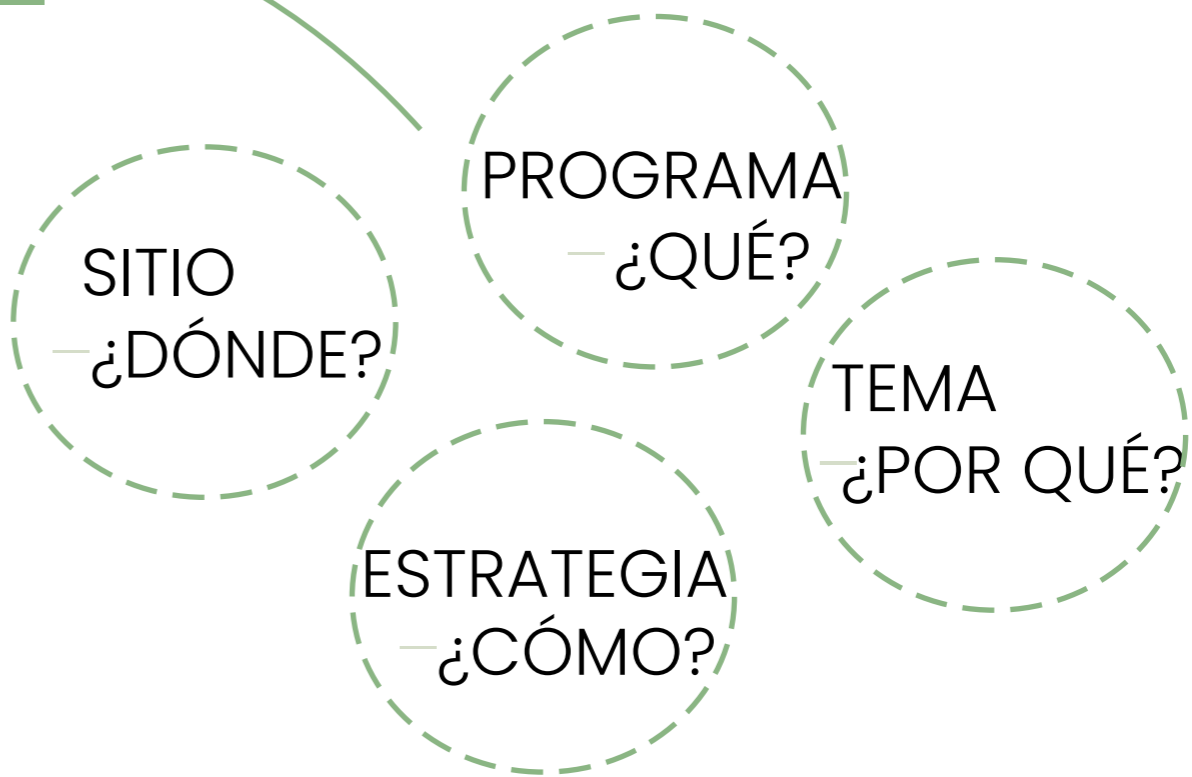 PROGRAMA
¿QUÉ?
SITIO
¿DÓNDE?
TEMA
¿POR QUÉ?
ESTRATEGIA
¿CÓMO?